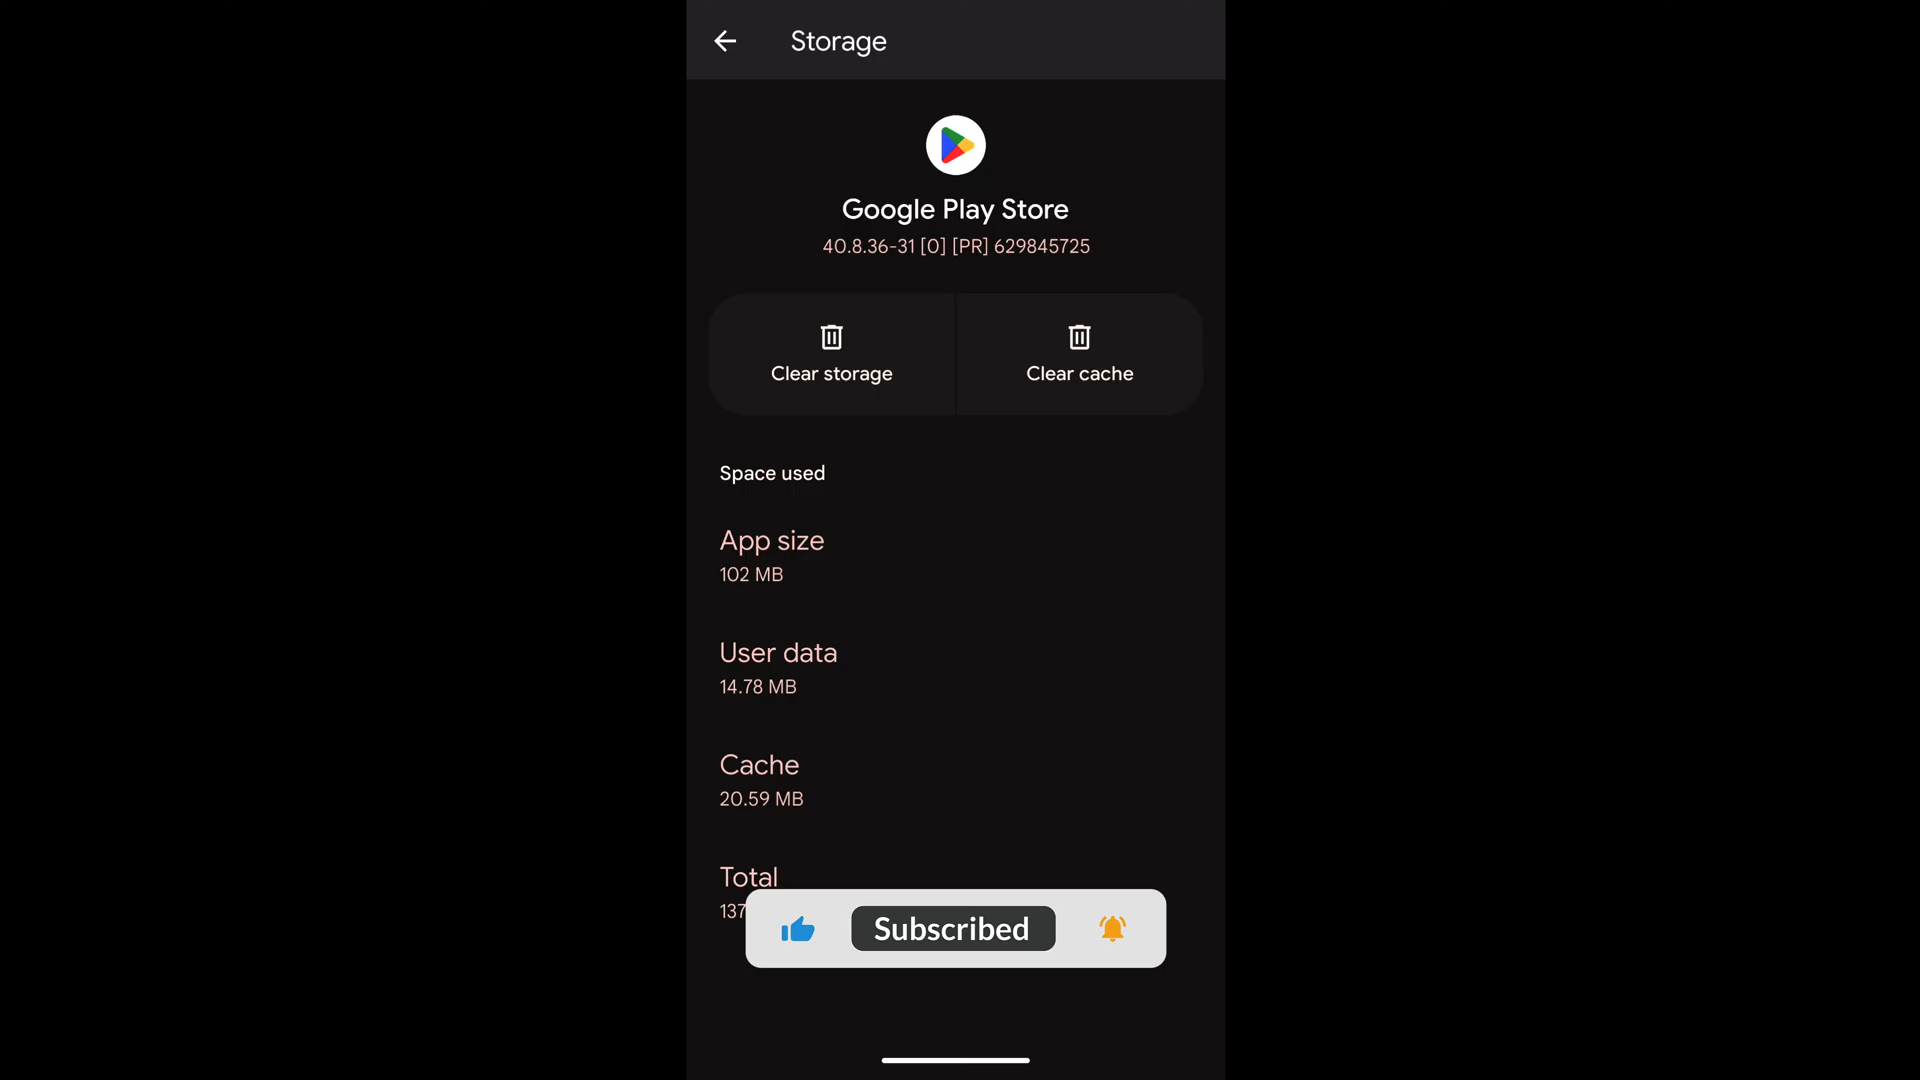 Storage
Google Play Store
40.8.36-31 [0] [PR] 629845725
Clear storage
Clear cache
Space used
App size
102 MB
User data
14.78 MB
Cache
20.59 MB
Total
137
Subscribed